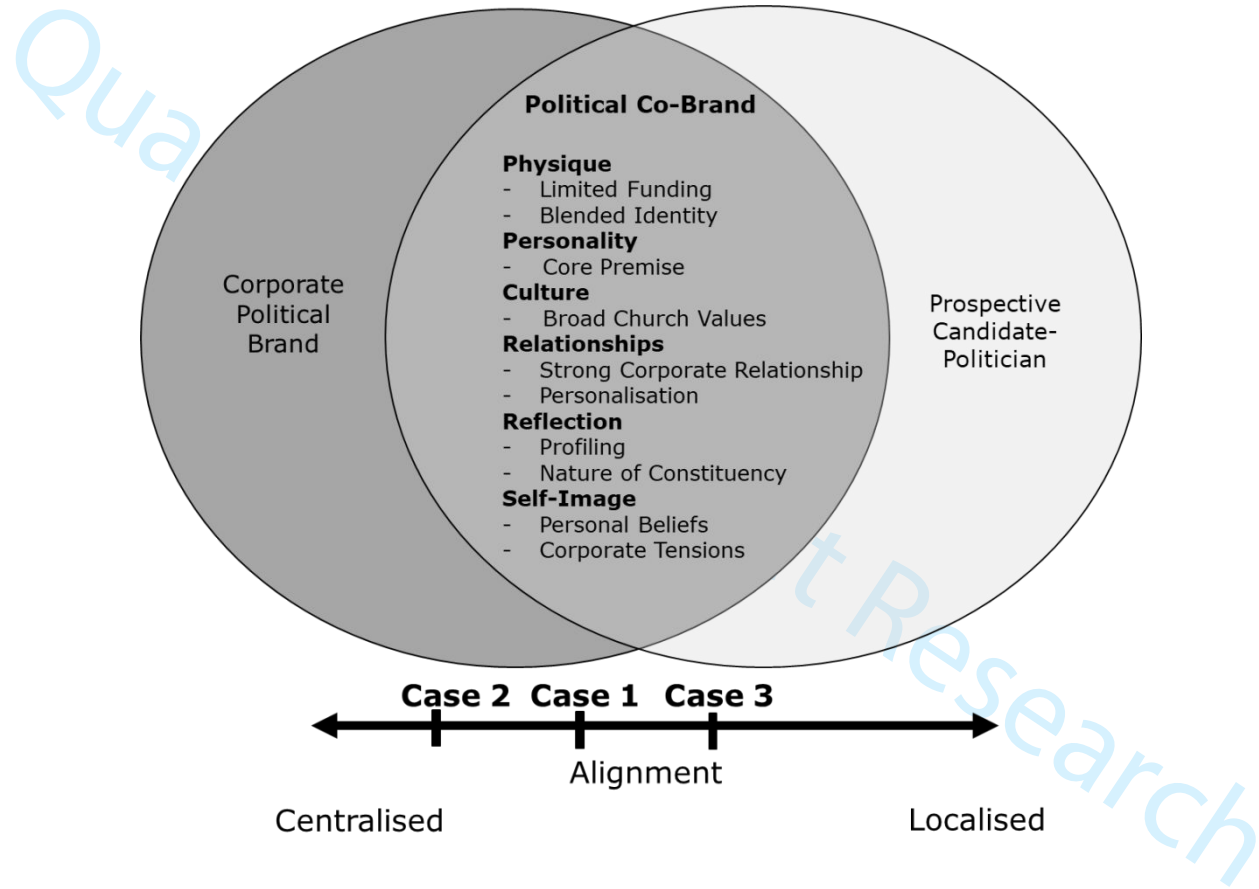 Qua
Political Co-Brand
Physique
- Limited Funding
- Blended Identity
Personality
- Core Premise
Culture
- Broad Church Values
Relationships
- Strong Corporate Relationship
- Personalisation
Reflection
- Profiling
- Nature of Constituency
Self-Image
- Personal Beliefs
- Corporate Tensions
Corporate
Political
Brand
Prospective
Candidate-
Politician
t Research
Case 2 Case 1 Case 3
Alignment
Centralised
Localised